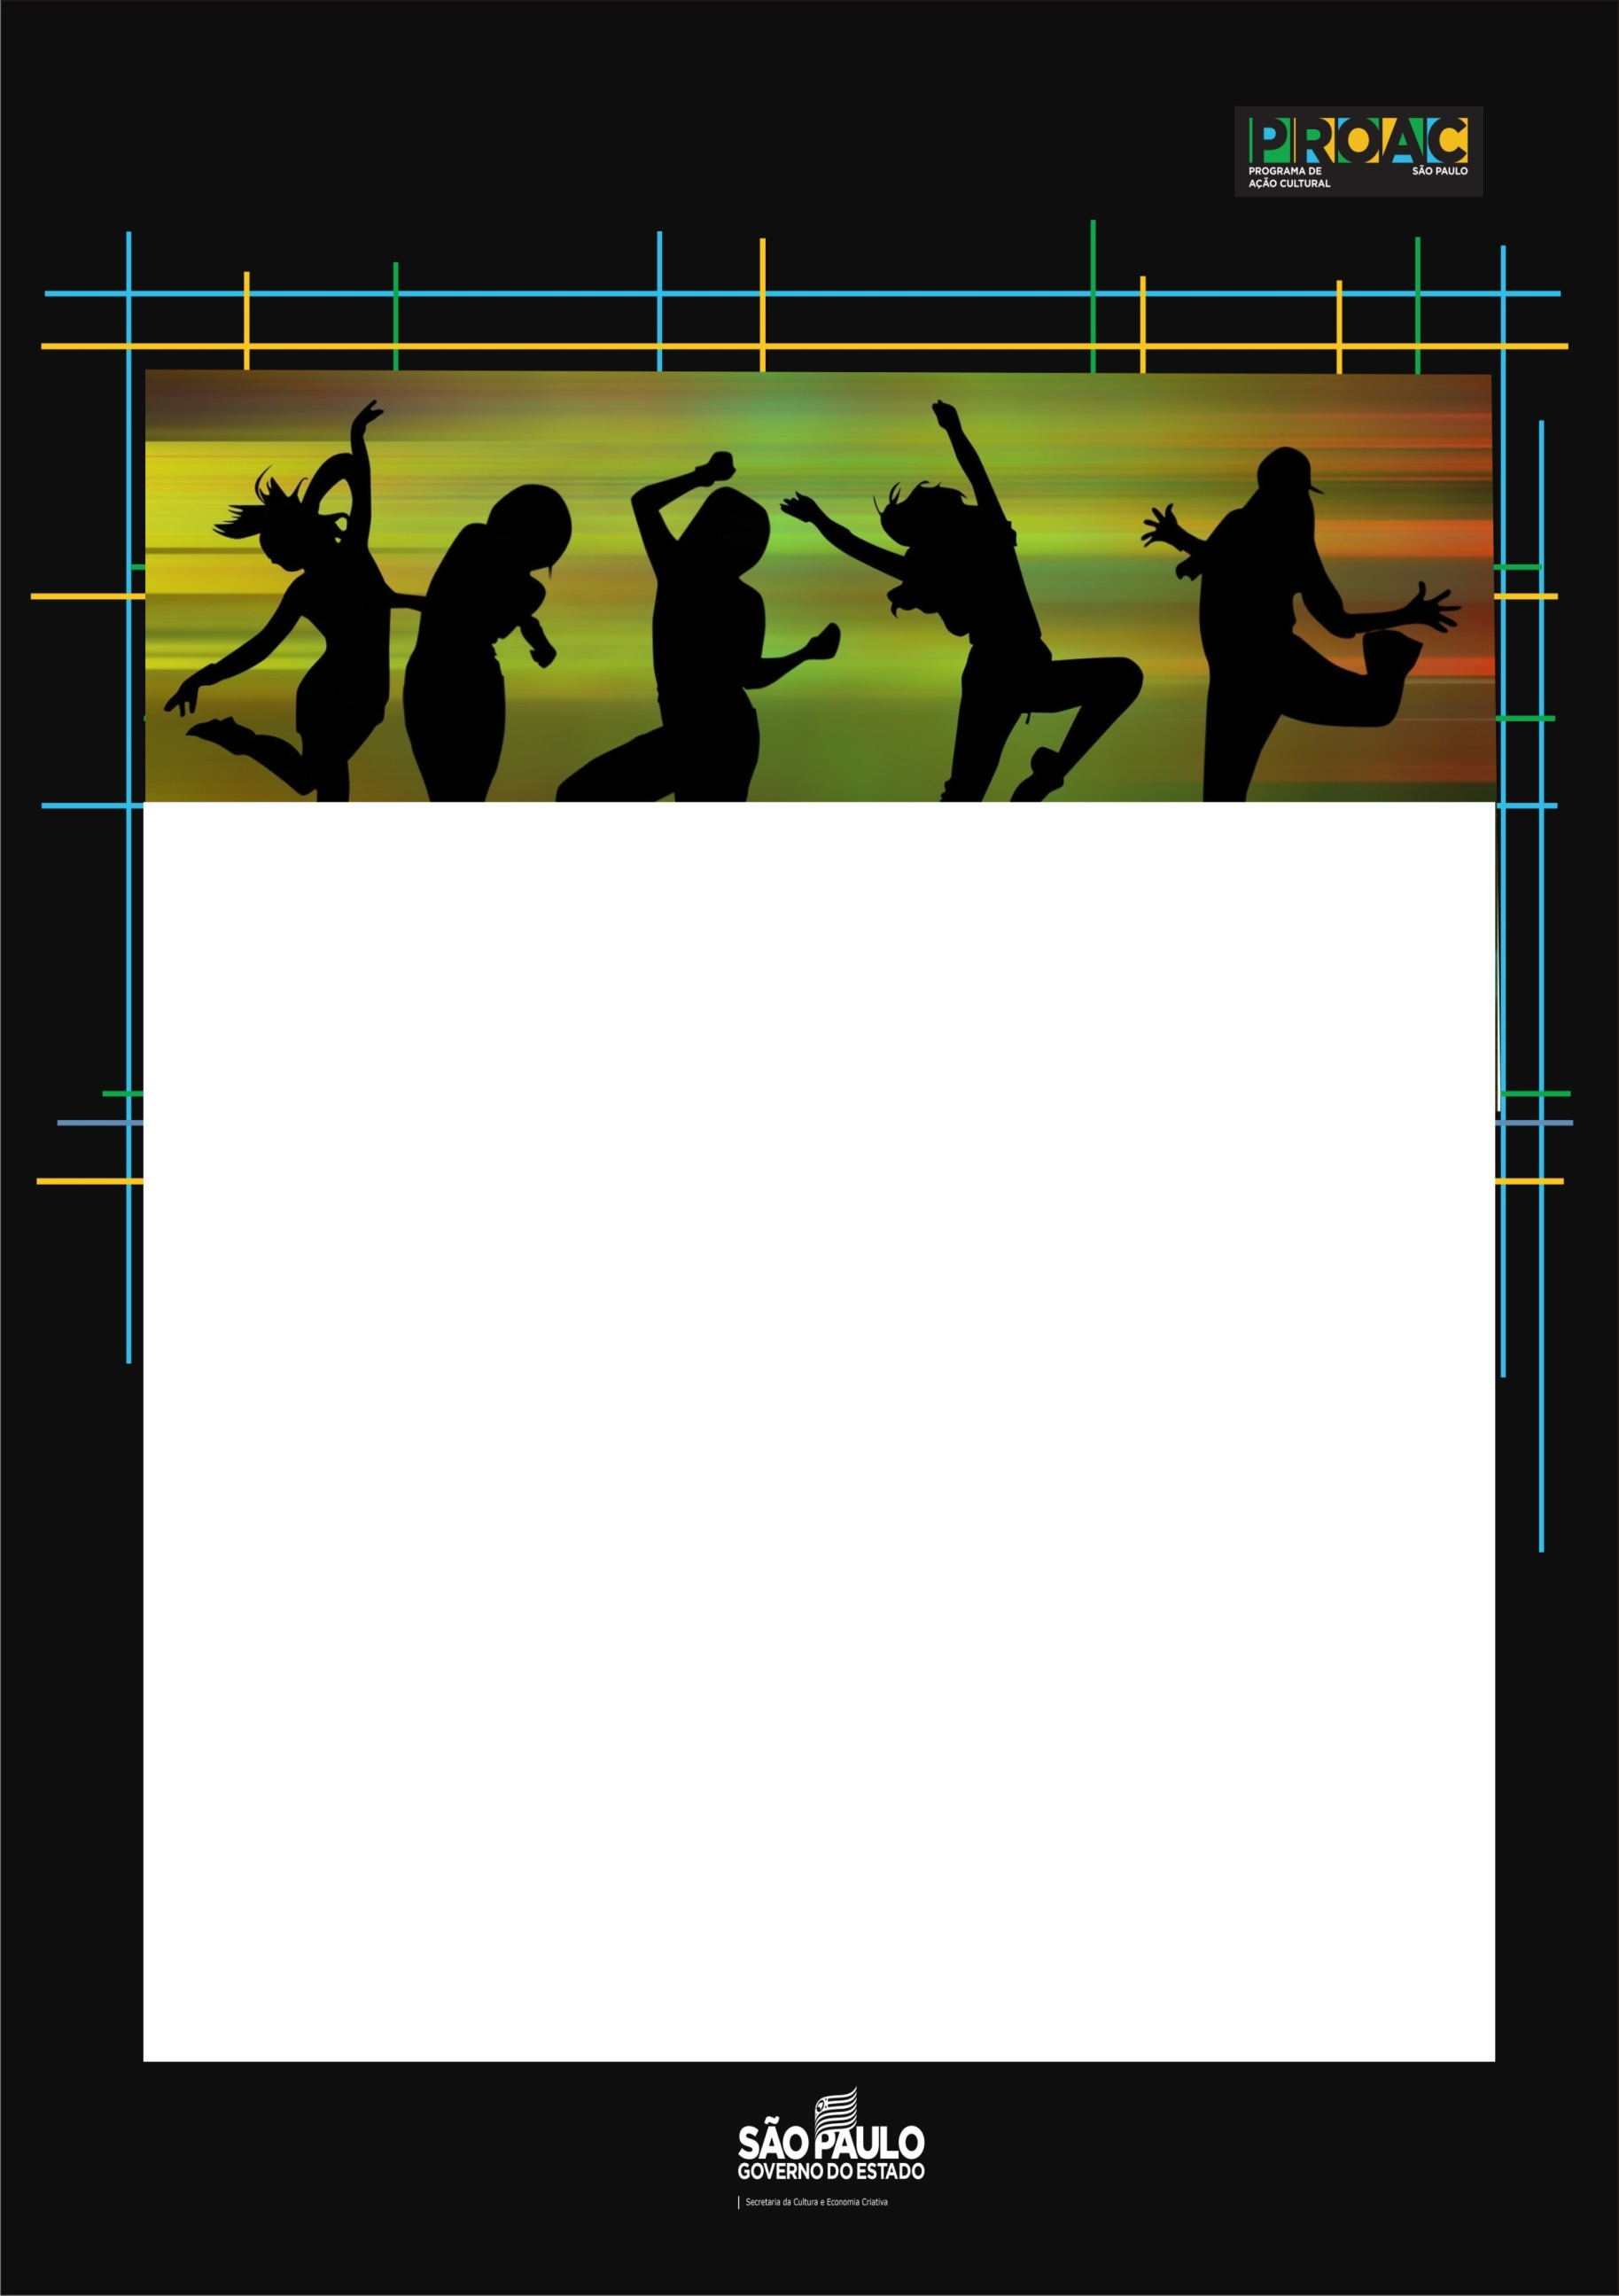 PROAC
PROGRAMA DE
AÇÃO CULTURAL
SÃO PAULO
SÃO PAULO
GOVERNO DO ESTADO
Secretaria da Cultura e Economia Criativa